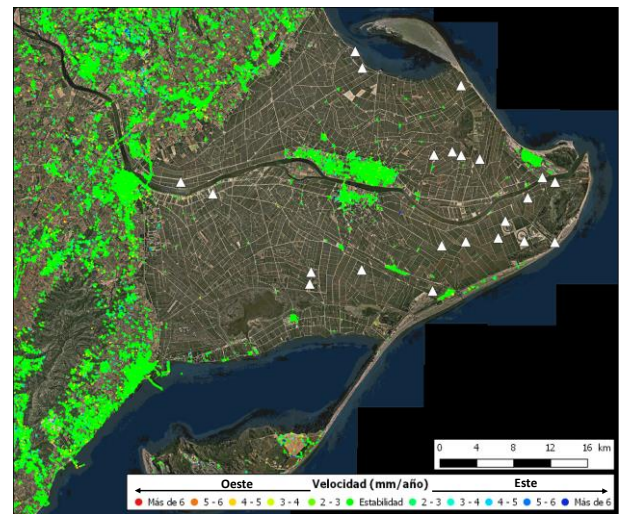 0 4 8 12 16 km
Oeste Velocidad (mm/año) Este
Más de 6 5 - 6 4 - 5 3 - 4 2 - 3 Estabilidad 2 - 3 3 - 4 4 - 5 5 - 6 Más de 6